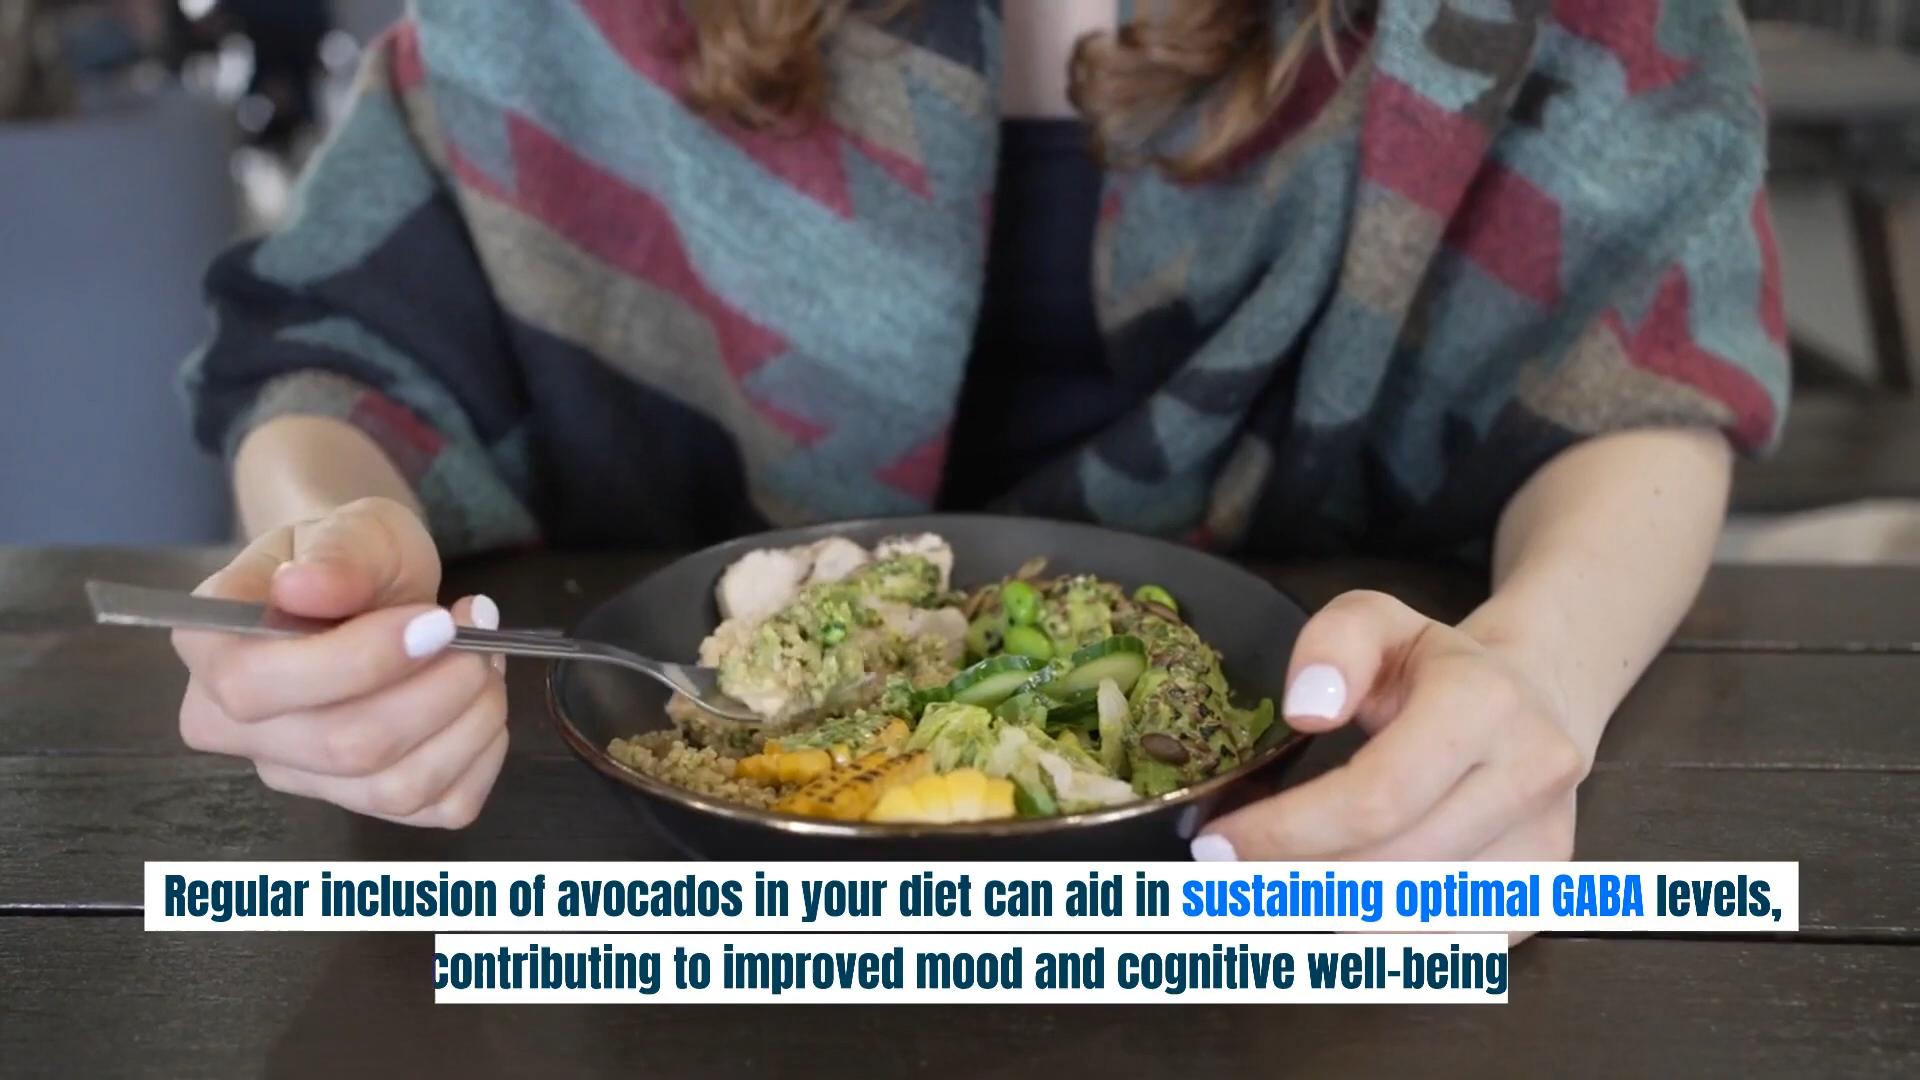 Regular inclusion of avocados in your diet can aid in sustaining optimal GABA levels,
contributing to improved mood and cognitive well-being